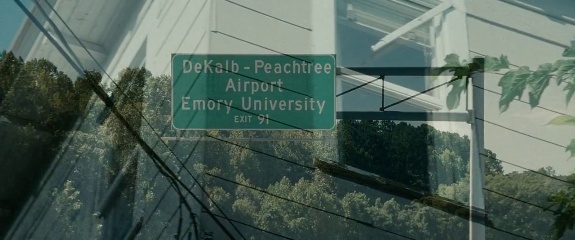 DeKalb-Peachtree
Airport
Emory University
EXIT 91